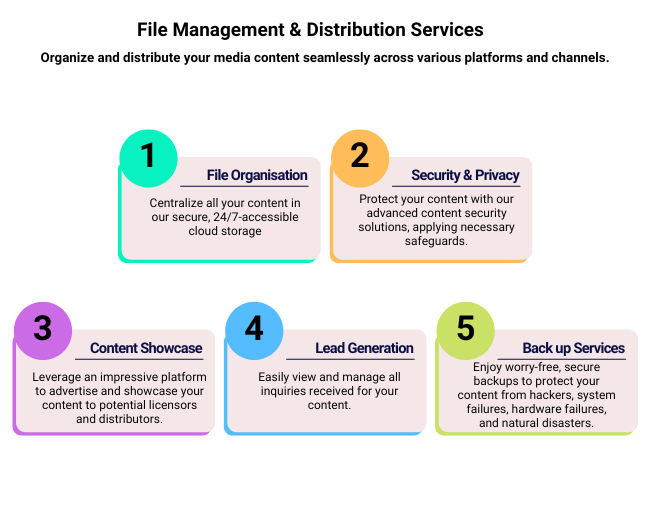 File Management & Distribution Services
Organize and distribute your media content seamlessly across various platforms and channels.
1
File Organisation
Centralize all your content in
our secure, 24/7-accessible
cloud storage
2
Security & Privacy
Protect your content with our
advanced content security
solutions, applying necessary
safeguards.
3
Content Showcase
Leverage an impressive platform
to advertise and showcase your
content to potential licensors
and distributors.
4
Lead Generation
Easily view and manage all
inquiries received for your
content.
5
Back up Services
Enjoy worry-free, secure
backups to protect your
content from hackers, system
failures, hardware failures,
and natural disasters.